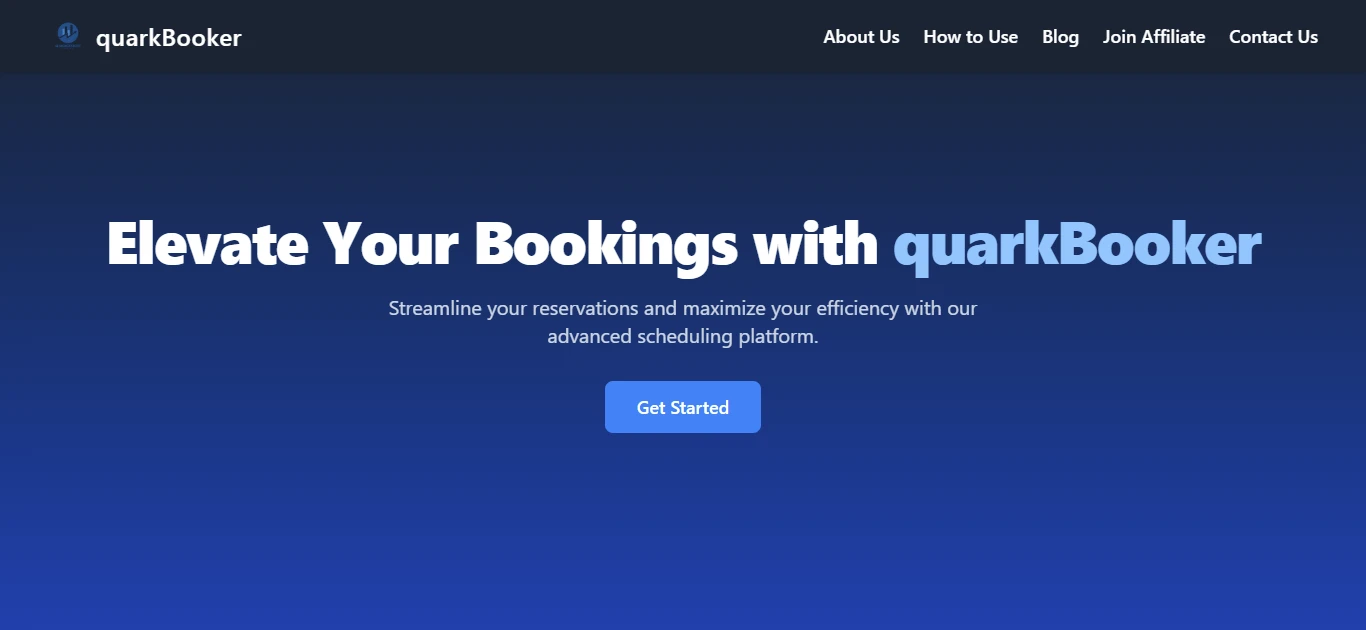 quarkBooker
About Us
How to Use
Blog
Join Affiliate
Contact Us
Elevate Your Bookings with quarkBooker
Streamline your reservations and maximize your efficiency with our
advanced scheduling platform.
Get Started